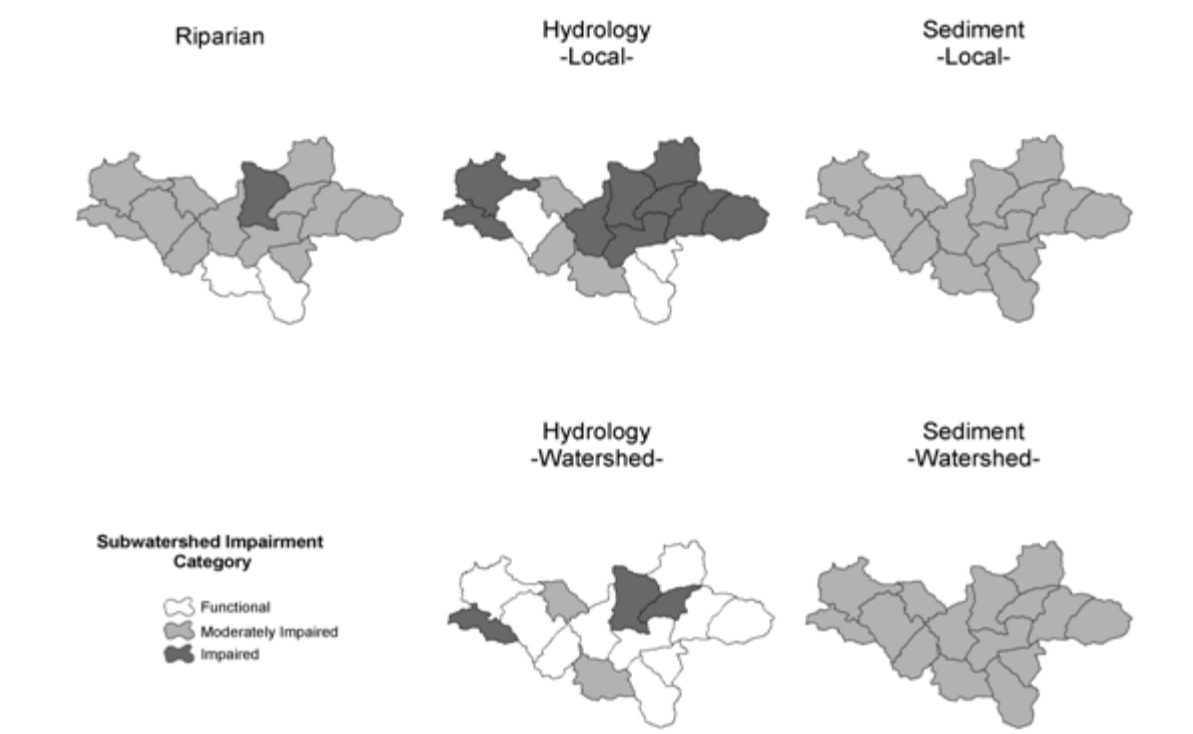 Riparian
Hydrology
-Local-
Sediment
-Local-
Hydrology
-Watershed-
Sediment
-Watershed-
Subwatershed Impairment
Category
Functional
Moderately Impaired
Impaired